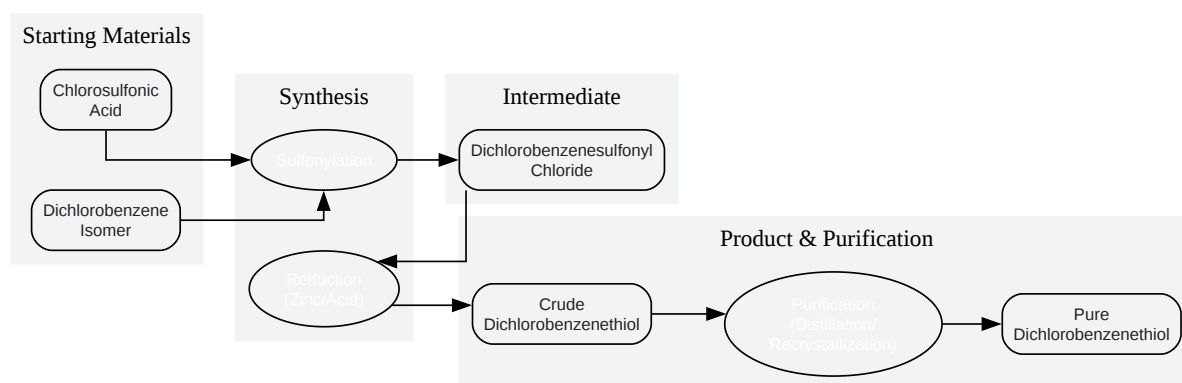 Starting Materials
Chlorosulfonic
Acid
Dichlorobenzene
Isomer
Synthesis
Sulfonylation
Reduction
(Zinc/Acid)
Intermediate
Dichlorobenzenesulfonyl
Chloride
Product & Purification
Crude
Dichlorobenzenethiol
Purification
(Distillation/
Recrystallization)
Pure
Dichlorobenzenethiol